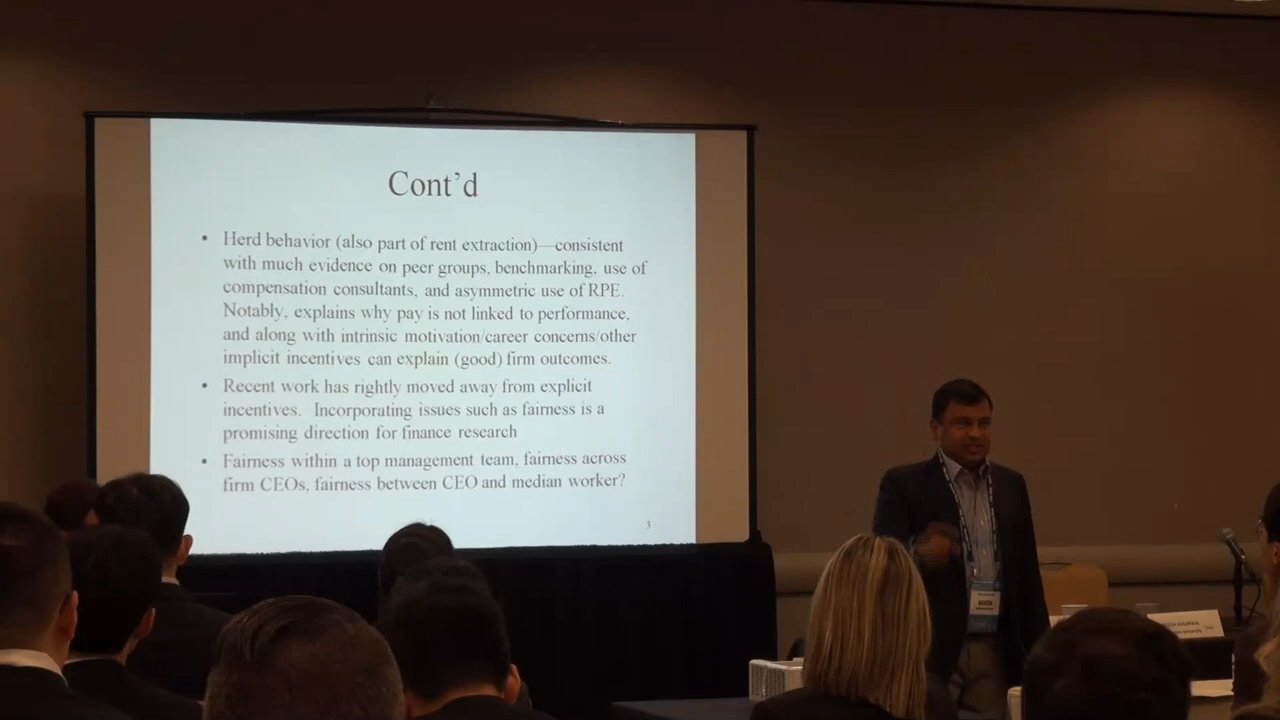 Cont'd
• Herd behavior (also part of rent extraction)—consistent
with much evidence on peer groups, benchmarking, use of
compensation consultants, and asymmetric use of RPE.
Notably, explains why pay is not linked to performance,
and along with intrinsic motivation/career concerns/other
implicit incentives can explain (good) firm outcomes.
• Recent work has rightly moved away from explicit
incentives. Incorporating issues such as fairness is a
promising direction for finance research
• Fairness within a top management team, fairness across
firm CEOs, fairness between CEO and median worker?
3